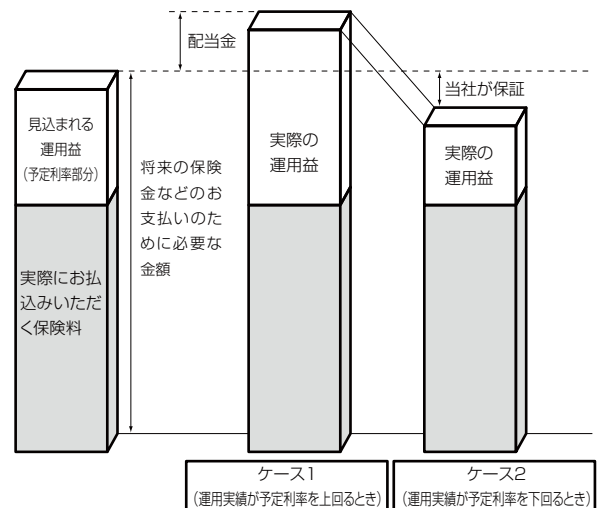 配当金
当社が保証
見込まれる
運用益
(予定利率部分)
将来の保険
金などのお
支払いのた
めに必要な
金額
実際の
運用益
実際の
運用益
実際にお払
込みいただ
く保険料
ケース1
(運用実績が予定利率を上回るとき)
ケース2
(運用実績が予定利率を下回るとき)